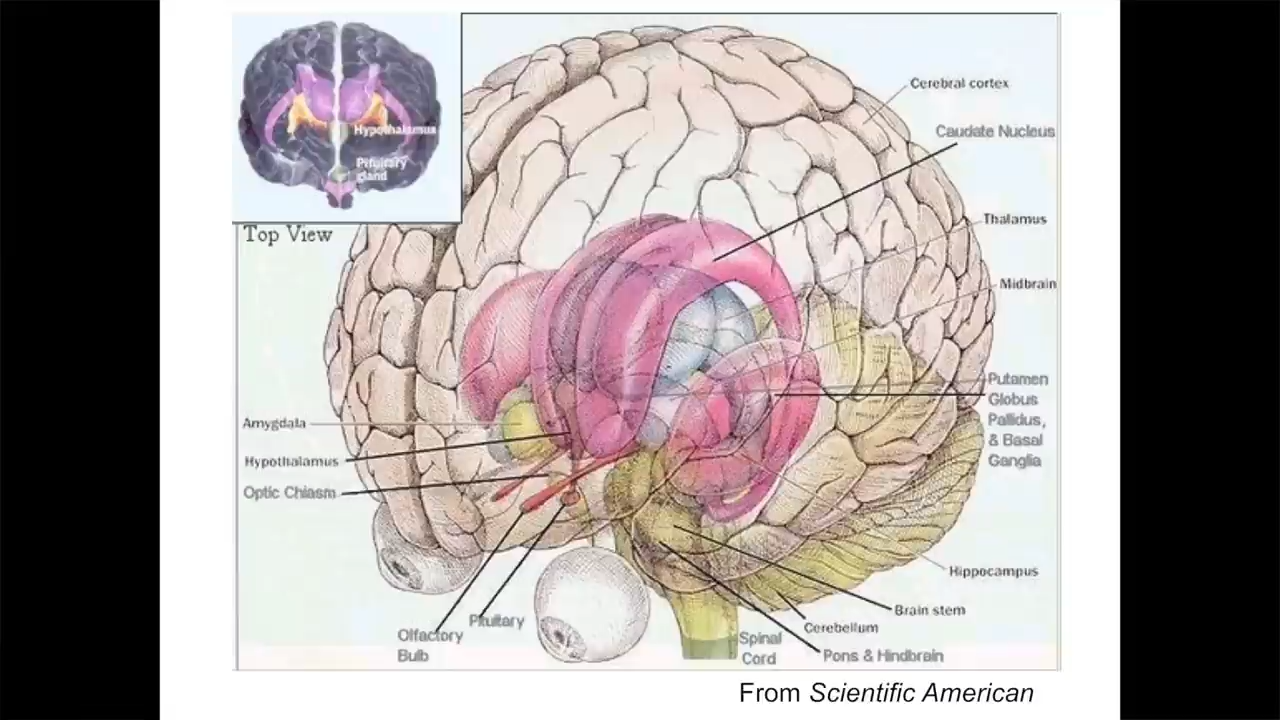 Hypothalamus
Pituitary
gland
Top View
Cerebral cortex
Caudate Nucleus
Thalamus
Midbrain
Putamen
Globus
Pallidus,
& Basal
Ganglia
Amygdala
Hypothalamus
Optic Chiasm
Hippocampus
Brain stem
Cerebellum
Pons & Hindbrain
Spinal
Cord
Pituitary
Olfactory
Bulb
From Scientific American